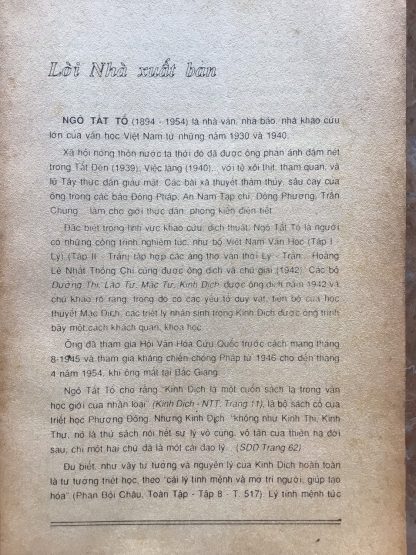 Lời Nhà xuất bản
NGÔ TẤT TỐ (1894 - 1954) là nhà văn, nhà báo, nhà khảo cứu
lớn của văn học Việt Nam từ những năm 1930 và 1940.
Xã hội nông thôn nước ta thời đó đã được ông phản ánh đậm nét
trong Tắt Đèn (1939), Việc làng (1940)... với tệ xôi thịt, tham quan, và
lũ Tây thực dân giàu mặt. Các bài xã thuyết thâm thúy, sâu cay của
ông trong các báo Đông Pháp, An Nam Tạp chí, Đông Phương, Trần
Chung... làm cho giới thực dân, phong kiến điên tiết.
Đặc biệt trong lĩnh vực khảo cứu, dịch thuật, Ngô Tất Tố là người
có những công trình nghiêm túc, như bộ Việt Nam Văn Học (Tập I -
Lý) (Tập II - Trần) tập hợp các áng thơ văn thời Lý - Trần... Hoàng
Lê Nhất Thống Chí cũng được ông dịch và chú giải (1942). Các bộ
Đường Thi, Lão Tử, Mặc Tử, Kinh Dịch được ông dịch năm 1942 và
chú khảo rõ ràng, trong đó có các yếu tố duy vật, tiến bộ của học
thuyết Mặc Địch, các triết lý nhân sinh trong Kinh Dịch được ông trình
bày một cách khách quan, khoa học.
Ông đã tham gia Hội Văn Hóa Cứu Quốc trước cách mạng tháng
8-1945 và tham gia kháng chiến chống Pháp từ 1946 cho đến tháng
4 năm 1954, khi ông mất tại Bắc Giang.
Ngô Tất Tố cho rằng "Kinh Dịch là một cuốn sách lạ trong văn
học giới của nhân loại" (Kinh Dịch - NTT, Trang 11), là bộ sách cổ của
triết học Phương Đông. Nhưng Kinh Dịch "không như Kinh Thi, Kinh
Thư, nó là thứ sách nói hết sự lý vô cùng, vô tận của thiên hạ đời
sau, chỉ một hai chữ đã là một cái đạo lý..." (SDD Trang 62)
Đủ biết, như vậy tư tưởng và nguyên lý của Kinh Dịch hoàn toàn
là tư tưởng triết học, theo "cái lý tính mệnh và mở trí người, giúp tạo
hóa" (Phan Bội Châu, Toàn Tập - Tập 8 - T. 517). Lý tính mệnh tức